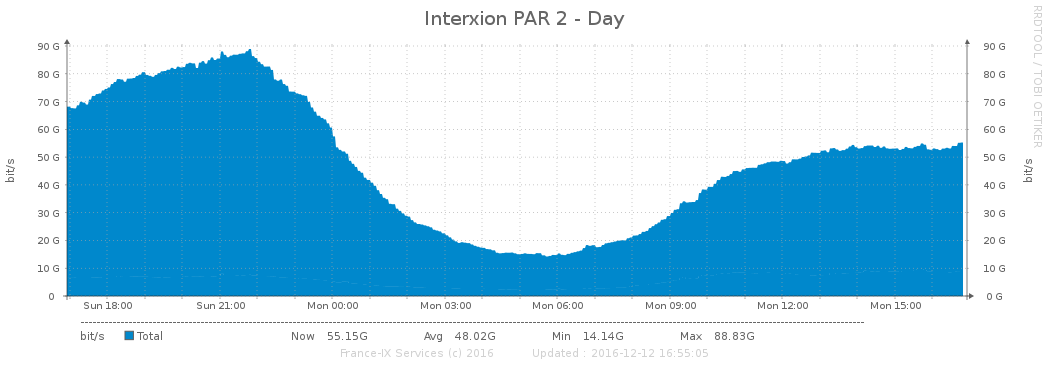 Interxion PAR 2 - Day
RRDTOOL / TOBI OETIKER
bit/s
90 G 90 G
80 G 80 G
70 G 70 G
60 G 60 G
50 G 50 G
40 G 40 G
30 G 30 G
20 G 20 G
10 G 10 G
0 0 G
bit/s
Sun 18:00 Sun 21:00 Mon 00:00 Mon 03:00 Mon 06:00 Mon 09:00 Mon 12:00 Mon 15:00
bit/s Total Now 55.15G Avg 48.02G Min 14.14G Max 88.83G
France-IX Services (c) 2016 Updated : 2016-12-12 16:55:05